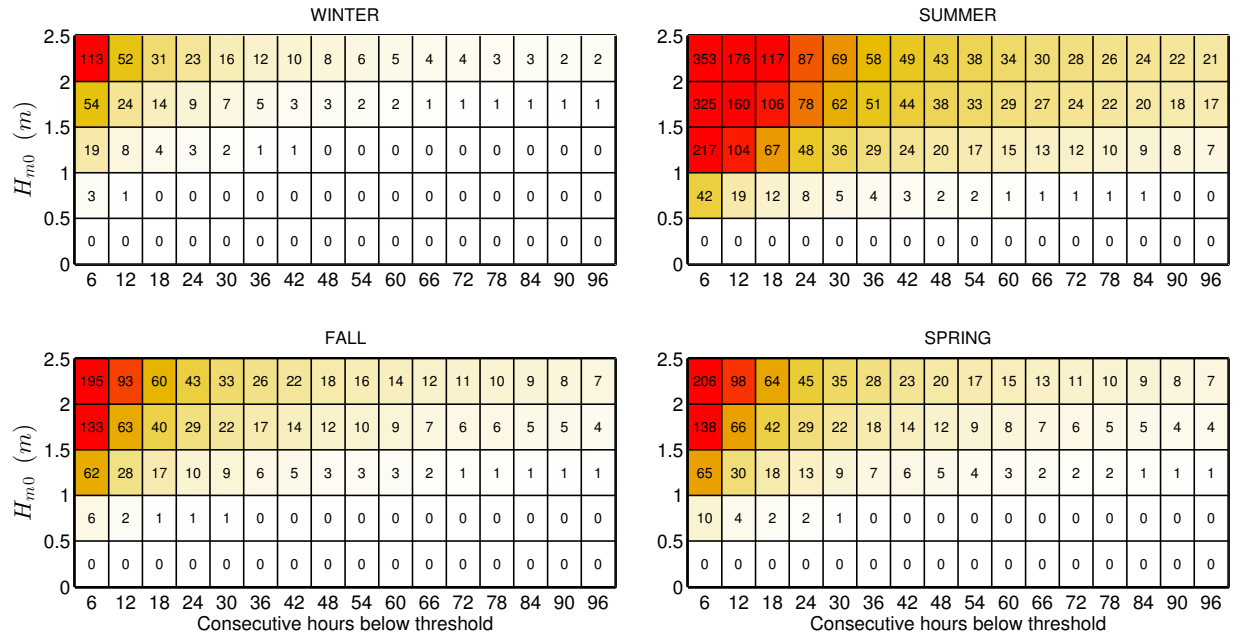 WINTER
2.5 113 52 31 23 16 12 10 8 6 5 4 4 3 3 2 2
2 54 24 14 9 7 5 3 3 2 2 1 1 1 1 1 1
1.5 19 8 4 3 2 1 1 0 0 0 0 0 0 0 0 0
1 3 1 0 0 0 0 0 0 0 0 0 0 0 0 0 0
0.5 0 0 0 0 0 0 0 0 0 0 0 0 0 0 0 0
0
H_{m0} (m)
6 12 18 24 30 36 42 48 54 60 66 72 78 84 90 96
SUMMER
2.5 353 176 117 87 69 58 49 43 38 34 30 28 26 24 22 21
2 325 160 106 78 62 51 44 38 33 29 27 24 22 20 18 17
1.5 217 104 67 48 36 29 24 20 17 15 13 12 10 9 8 7
1 42 19 12 8 5 4 3 2 2 1 1 1 1 1 0 0
0.5 0 0 0 0 0 0 0 0 0 0 0 0 0 0 0 0
0
6 12 18 24 30 36 42 48 54 60 66 72 78 84 90 96
FALL
2.5 195 93 60 43 33 26 22 18 16 14 12 11 10 9 8 7
2 133 63 40 29 22 17 14 12 10 9 7 6 6 5 5 4
1.5 62 28 17 10 9 6 5 3 3 3 2 1 1 1 1 1
1 6 2 1 1 1 0 0 0 0 0 0 0 0 0 0 0
0.5 0 0 0 0 0 0 0 0 0 0 0 0 0 0 0 0
0
H_{m0} (m)
6 12 18 24 30 36 42 48 54 60 66 72 78 84 90 96
Consecutive hours below threshold
SPRING
2.5 206 98 64 45 35 28 23 20 17 15 13 11 10 9 8 7
2 138 66 42 29 22 18 14 12 9 8 7 6 5 5 4 4
1.5 65 30 18 13 9 7 6 5 4 3 2 2 2 1 1 1
1 10 4 2 2 1 0 0 0 0 0 0 0 0 0 0 0
0.5 0 0 0 0 0 0 0 0 0 0 0 0 0 0 0 0
0
6 12 18 24 30 36 42 48 54 60 66 72 78 84 90 96
Consecutive hours below threshold